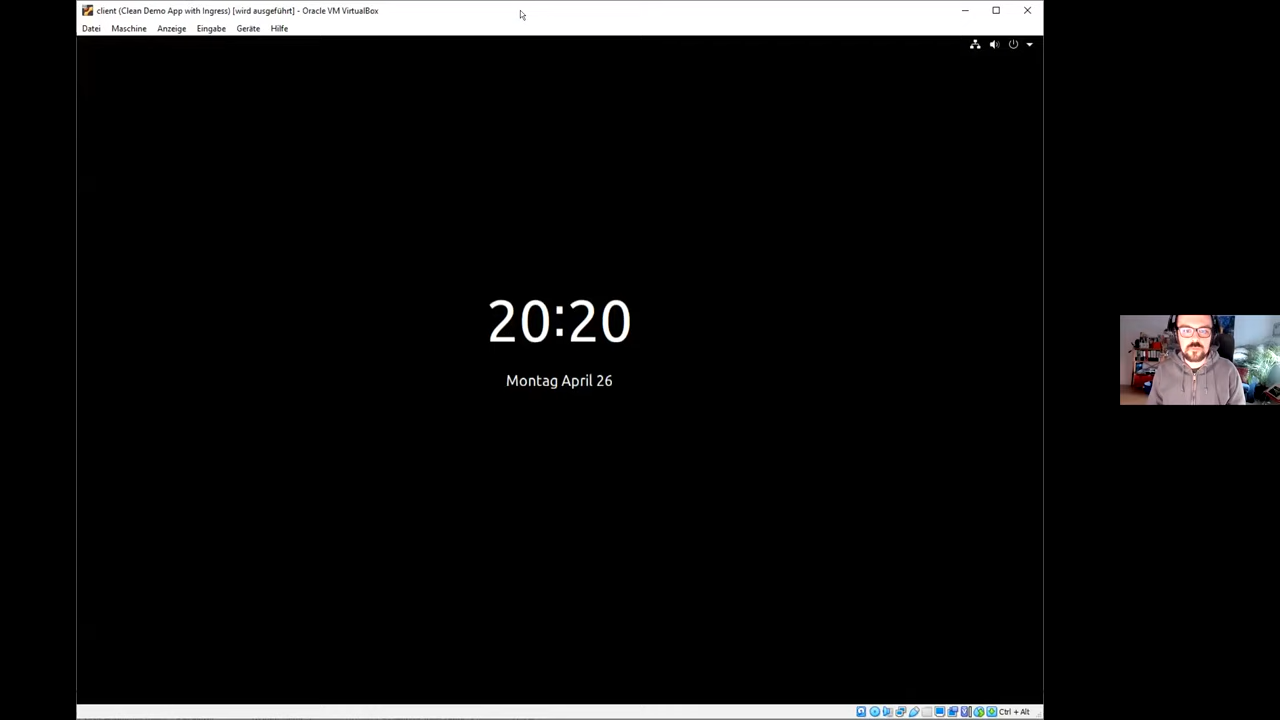 client (Clean Demo App with Ingress) [wird ausgeführt] - Oracle VM VirtualBox
Datei Maschine Anzeige Eingabe Geräte Hilfe
20:20
Montag April 26
Ctrl + Alt